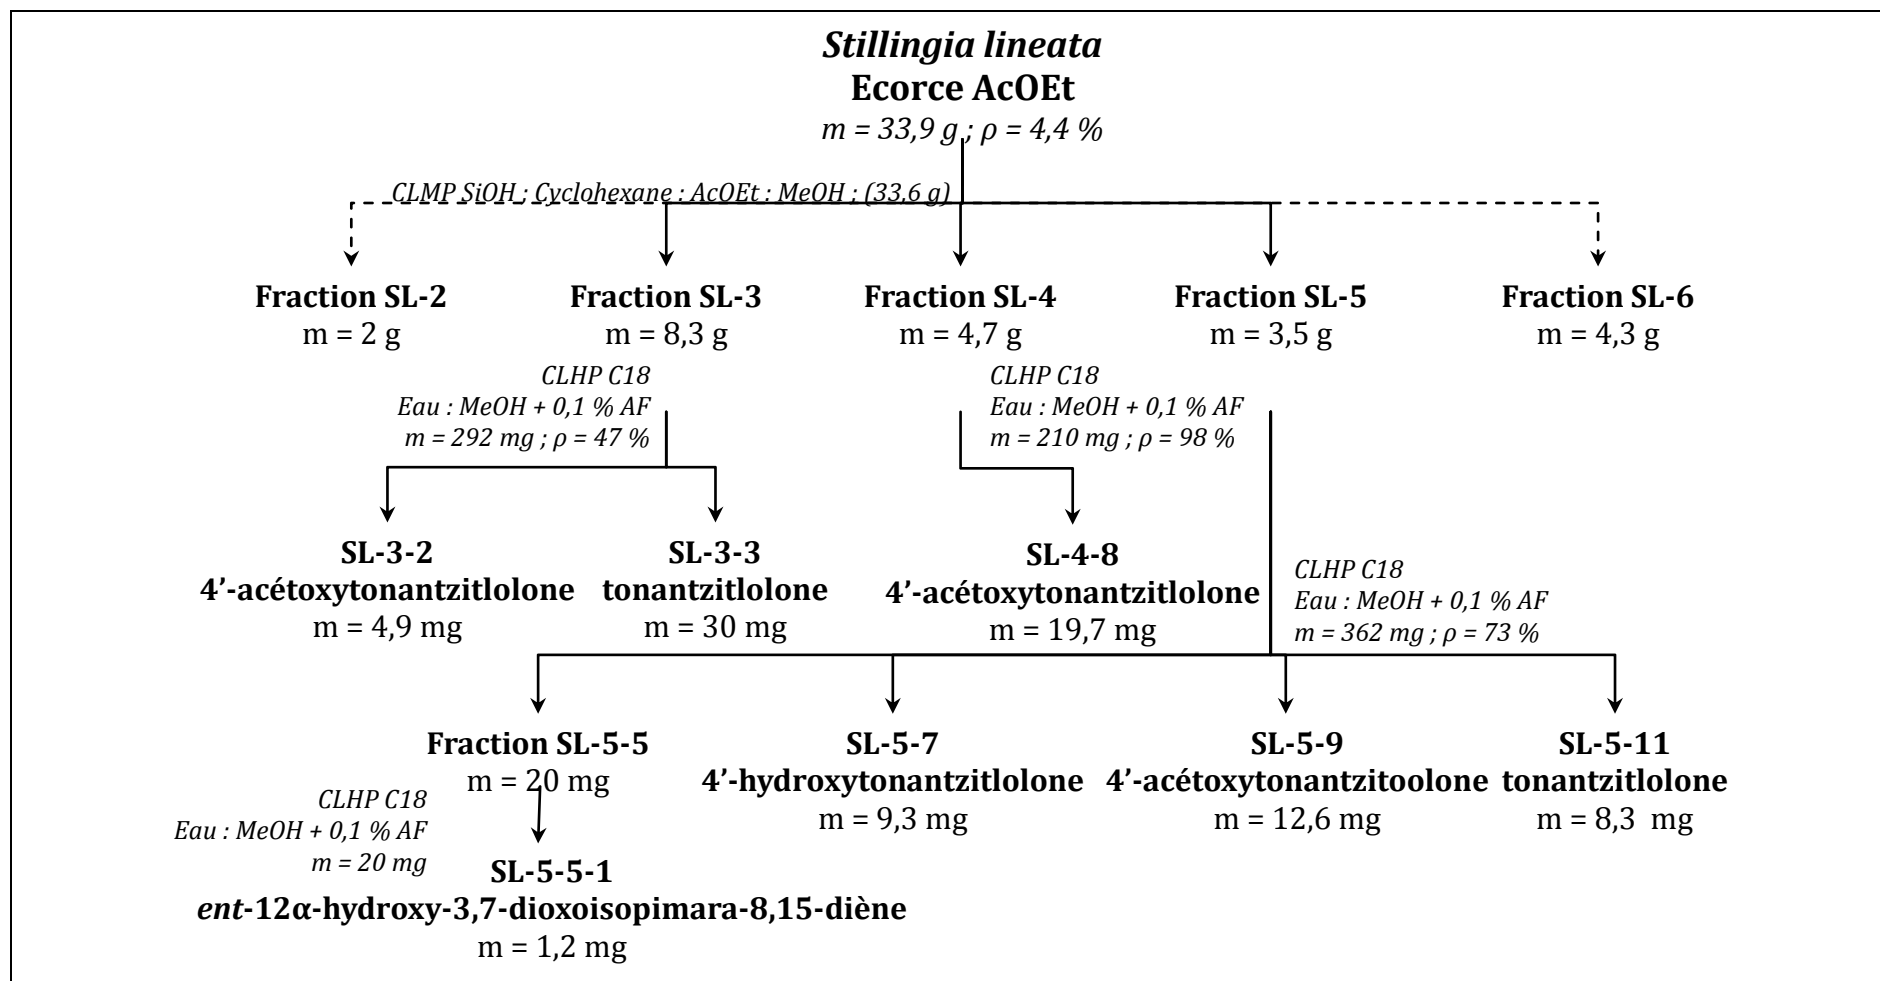 Stillingia lineata
Ecorce AcOEt
m = 33,9 g ; ρ = 4,4 %
CLMP SiOH ; Cyclohexane : AcOEt : MeOH ; (33,6 g)
Fraction SL-2
m = 2 g
Fraction SL-3
m = 8,3 g
Fraction SL-4
m = 4,7 g
Fraction SL-5
m = 3,5 g
Fraction SL-6
m = 4,3 g
CLHP C18
Eau : MeOH + 0,1 % AF
m = 292 mg ; ρ = 47 %
CLHP C18
Eau : MeOH + 0,1 % AF
m = 210 mg ; ρ = 98 %
SL-3-2
4’-acétoxytonantzitlolone
m = 4,9 mg
SL-3-3
tonantzitlolone
m = 30 mg
SL-4-8
4’-acétoxytonantzitlolone
m = 19,7 mg
CLHP C18
Eau : MeOH + 0,1 % AF
m = 362 mg ; ρ = 73 %
Fraction SL-5-5
m = 20 mg
SL-5-7
4’-hydroxytonantzitlolone
m = 9,3 mg
SL-5-9
4’-acétoxytonantzitoolone
m = 12,6 mg
SL-5-11
tonantzitlolone
m = 8,3 mg
CLHP C18
Eau : MeOH + 0,1 % AF
m = 20 mg
SL-5-5-1
ent-12α-hydroxy-3,7-dioxoisopimara-8,15-diène
m = 1,2 mg